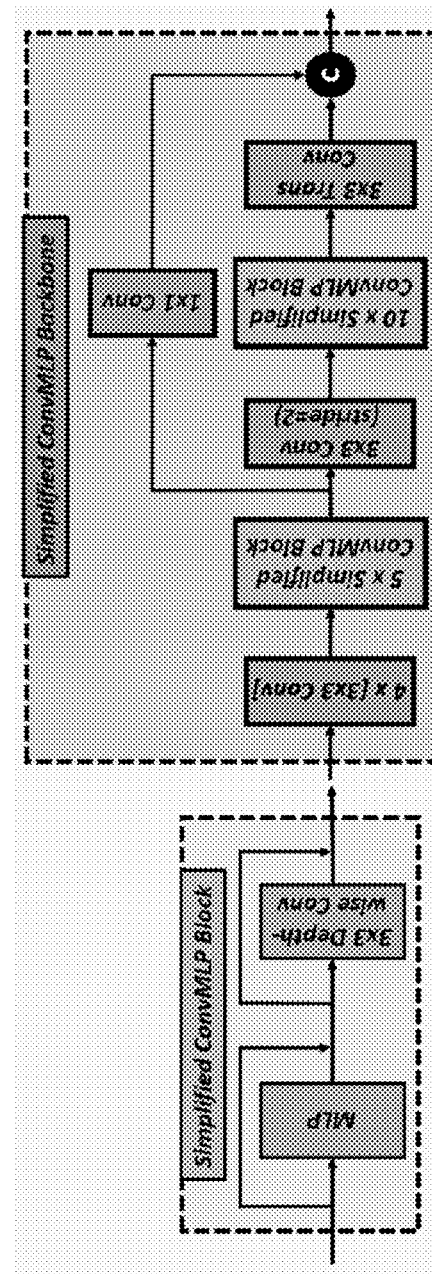 Simplified ConvMLP Block
MLP
3x3 Depth-
wise Conv
Simplified ConvMLP Backbone
4 x [3x3 Conv]
5 x Simplified
ConvMLP Block
3x3 Conv
(stride=2)
1x1 Conv
10 x Simplified
ConvMLP Block
3x3 Trans
Conv
C